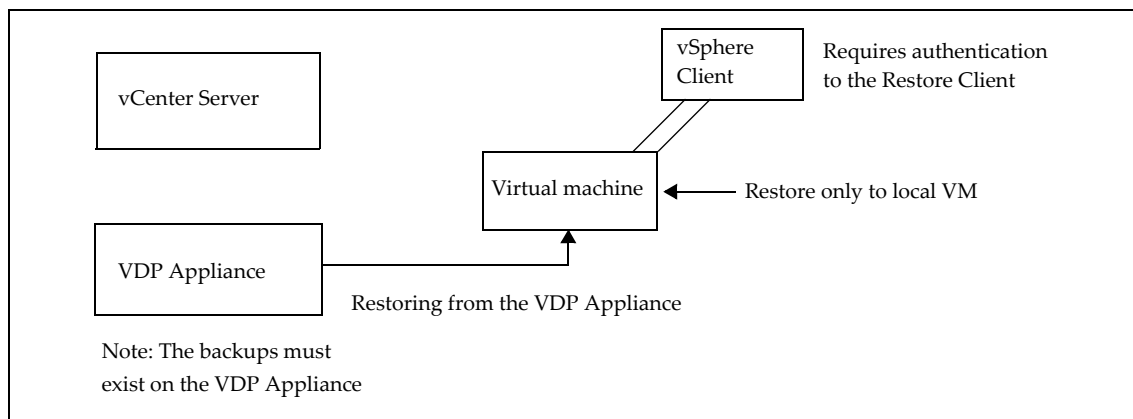 vSphere
Client
Requires authentication
to the Restore Client
vCenter Server
Virtual machine
Restore only to local VM
VDP Appliance
Restoring from the VDP Appliance
Note: The backups must
exist on the VDP Appliance